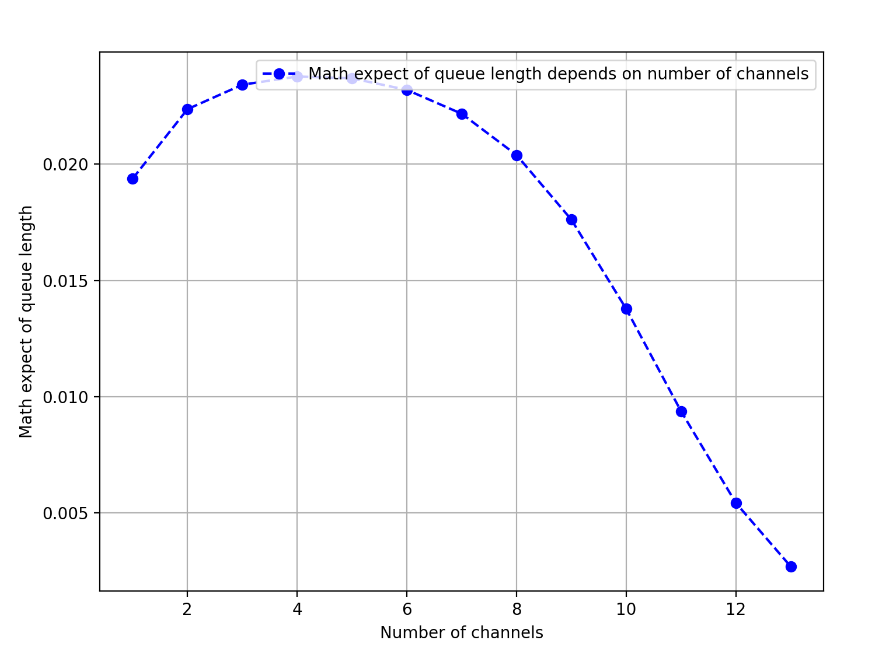 Math expect of queue length depends on number of channels
0.020
0.015
0.010
0.005
Math expect of queue length
2 4 6 8 10 12
Number of channels